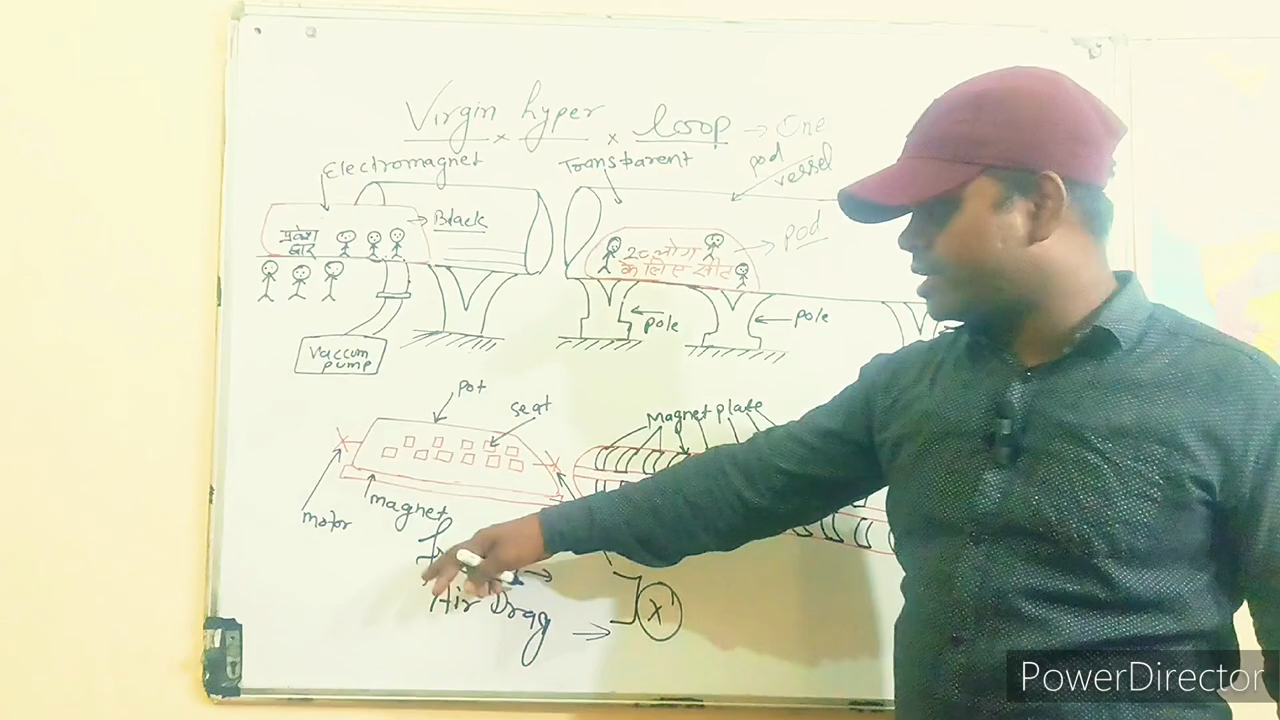 Virgin hyper loop → One
Electromagnet
Transparent
pod
vessel
Black
प्रवेश
द्वार
pod
20 लोग
के लिए सीट
pole
pole
Vaccum
pump
pot
seat
Magnet plate
magnet
motor
Air Drag
X
PowerDirector